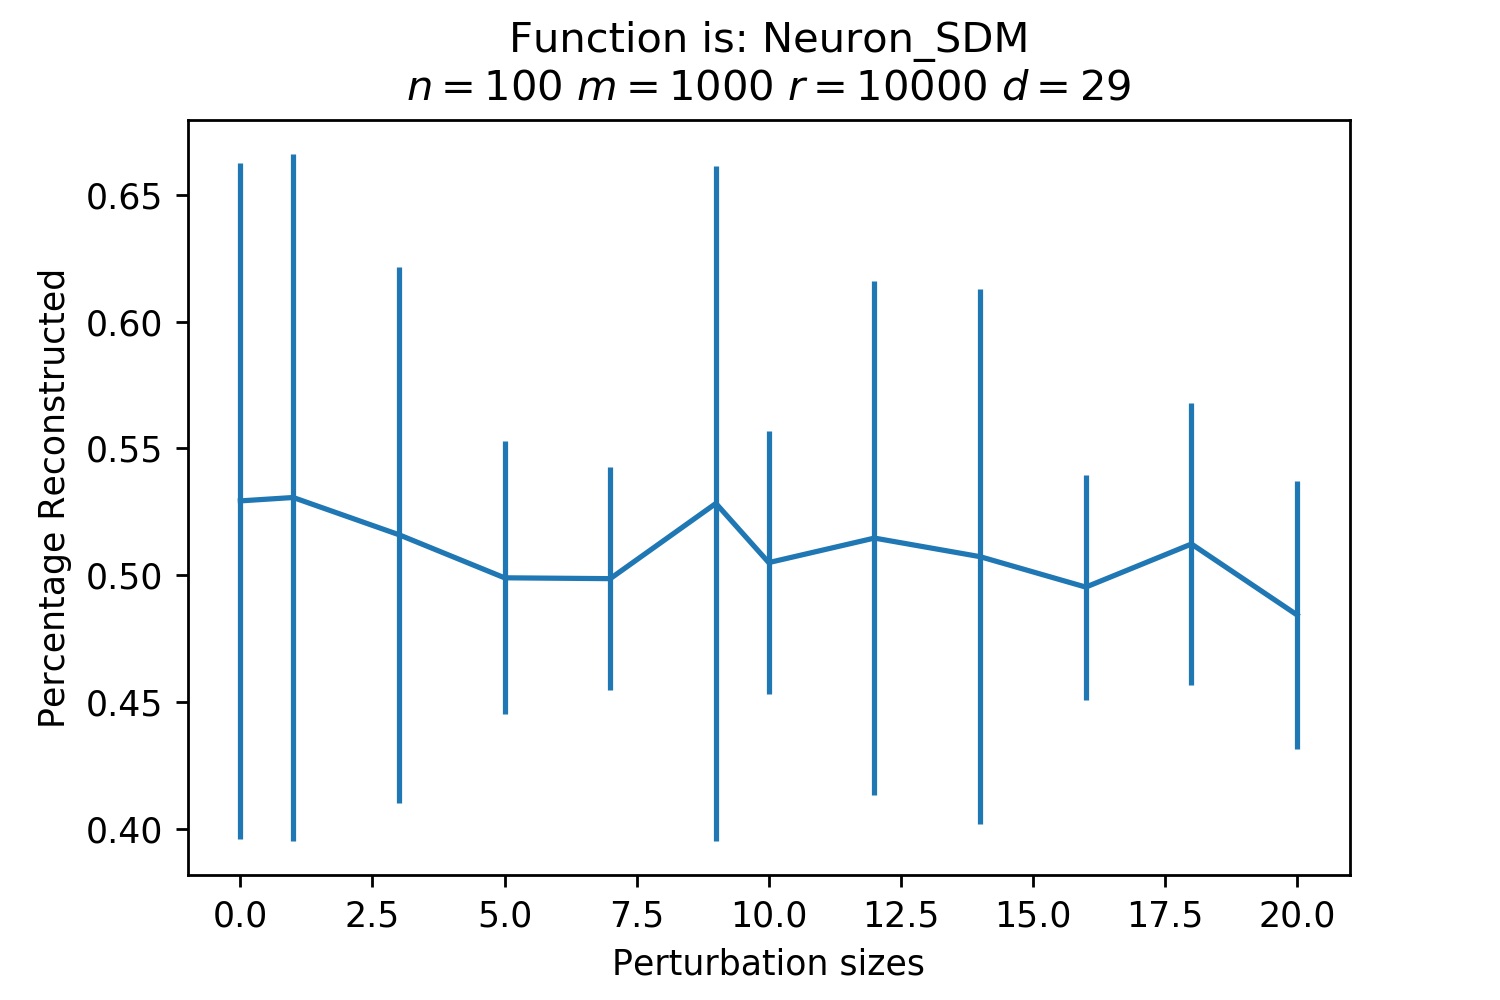 Function is: Neuron_SDM
n = 100 m = 1000 r = 10000 d = 29
0.65
0.60
0.55
0.50
0.45
0.40
Percentage Reconstructed
0.0 2.5 5.0 7.5 10.0 12.5 15.0 17.5 20.0
Perturbation sizes